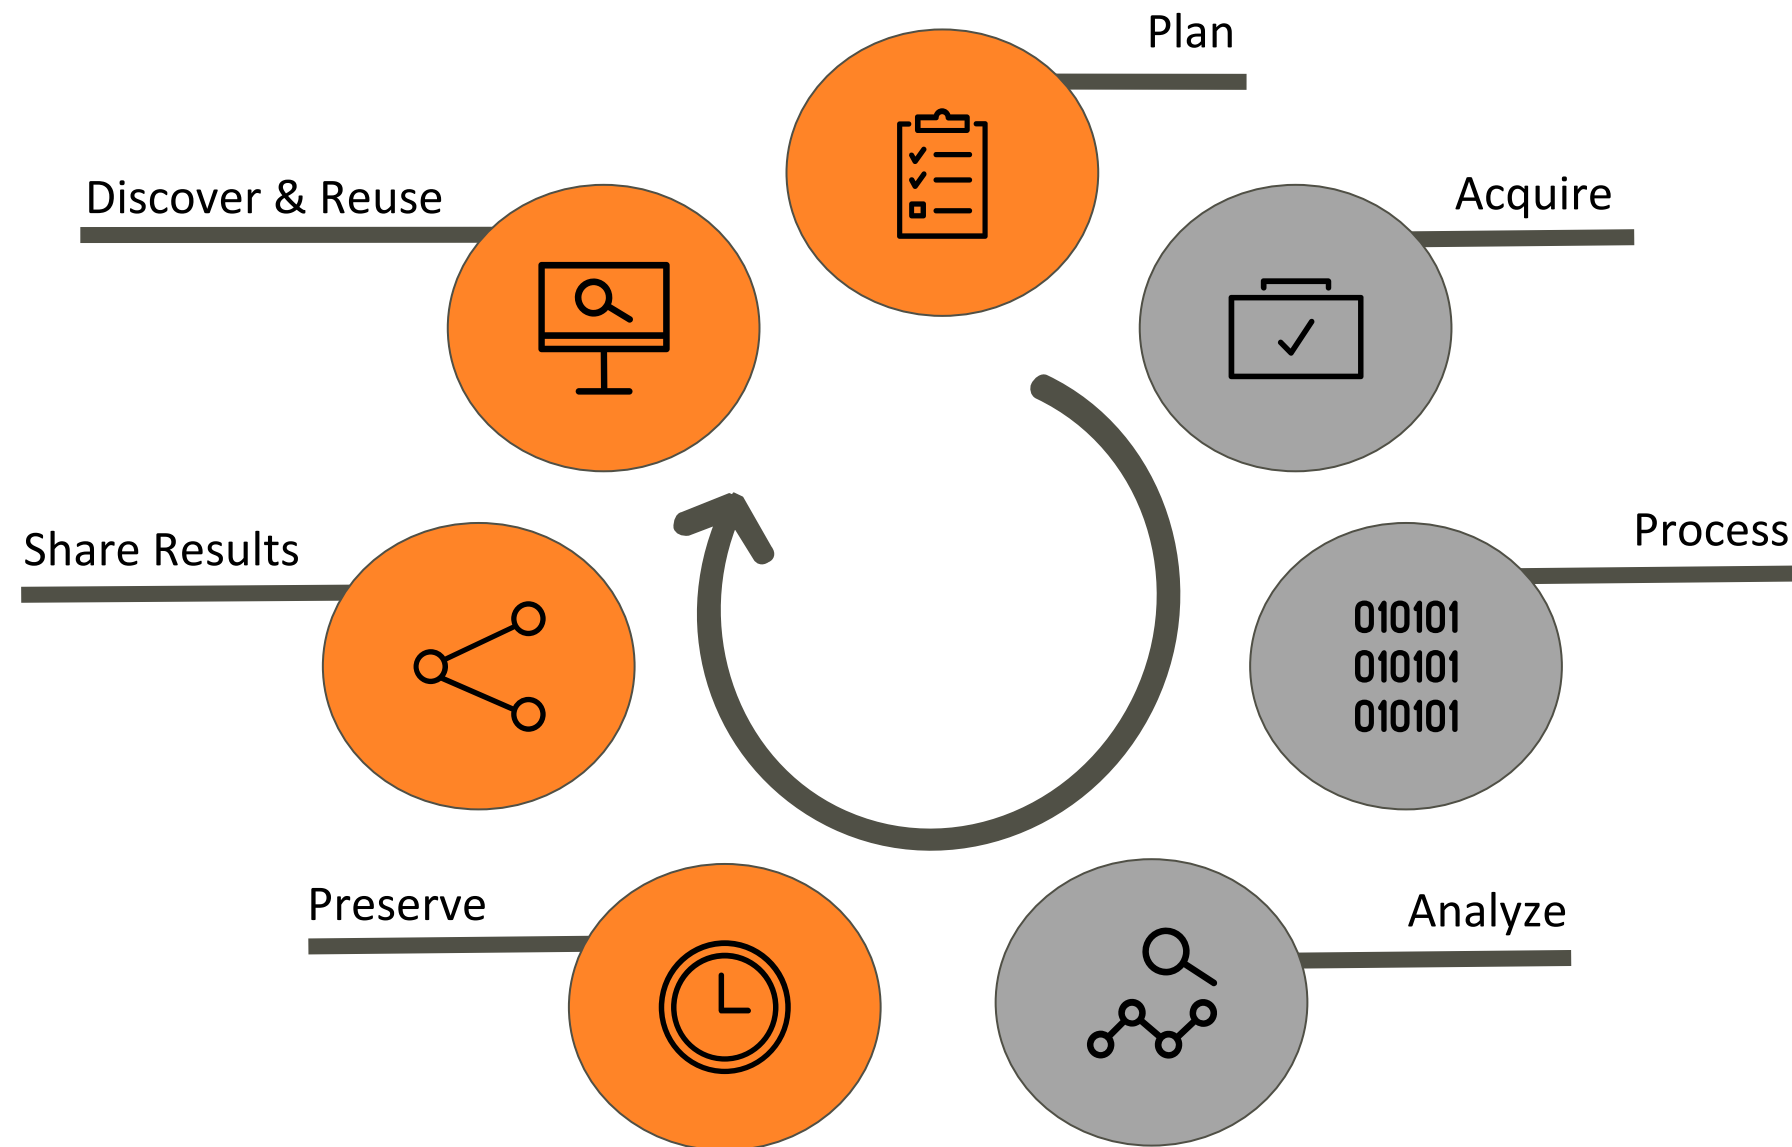 Plan
Acquire
Process
010101
010101
010101
Analyze
Preserve
Share Results
Discover & Reuse